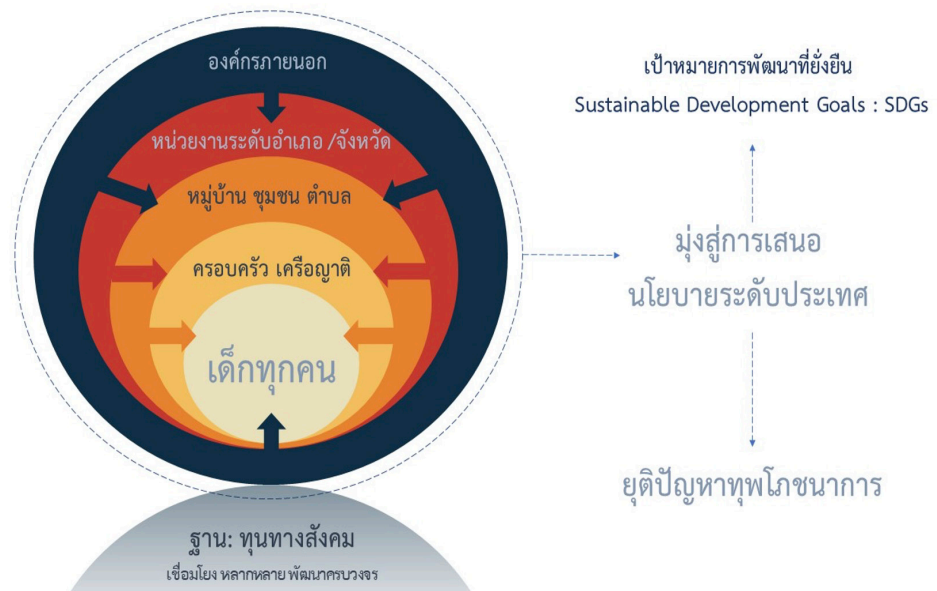 องค์กรภายนอก
หน่วยงานระดับอำเภอ /จังหวัด
หมู่บ้าน ชุมชน ตำบล
ครอบครัว เครือญาติ
เด็กทุกคน
ฐาน: ทุนทางสังคม
เชื่อมโยง หลากหลาย พัฒนาครบวงจร
เป้าหมายการพัฒนาที่ยั่งยืน
Sustainable Development Goals : SDGs
มุ่งสู่การเสนอ
นโยบายระดับประเทศ
ยุติปัญหาทุพโภชนาการ